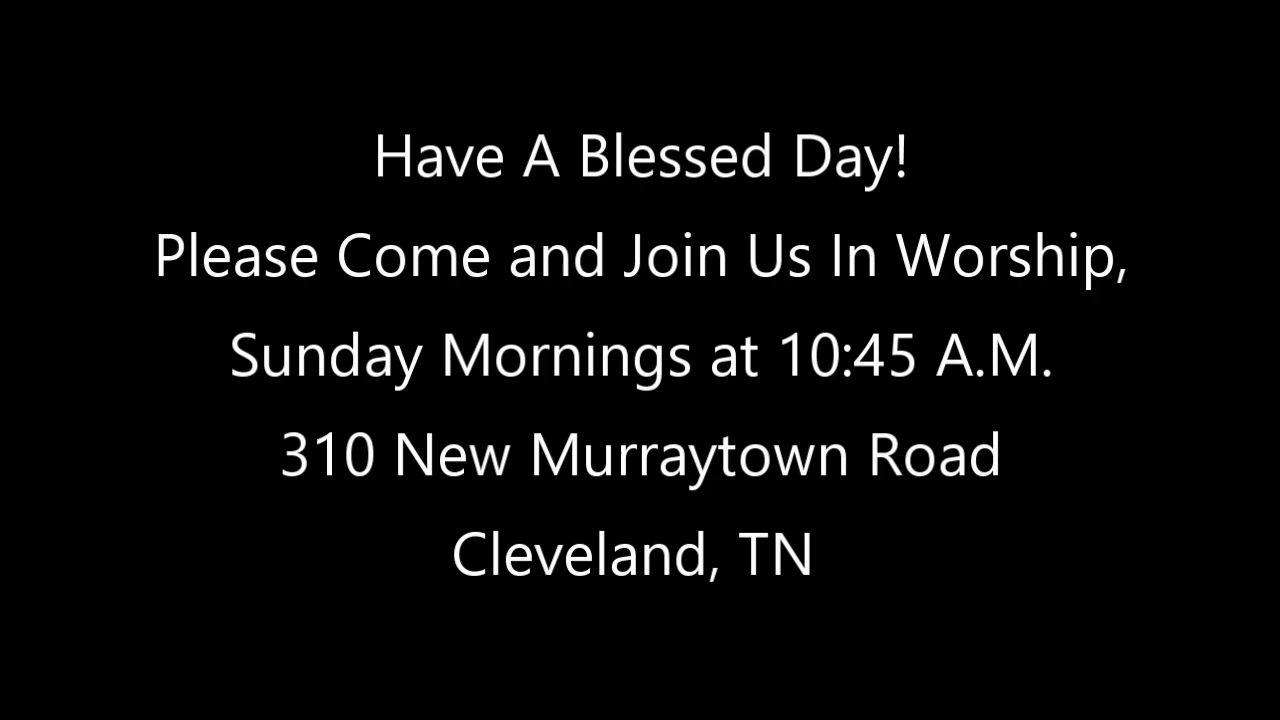 Have A Blessed Day!
Please Come and Join Us In Worship,
Sunday Mornings at 10:45 A.M.
310 New Murraytown Road
Cleveland, TN